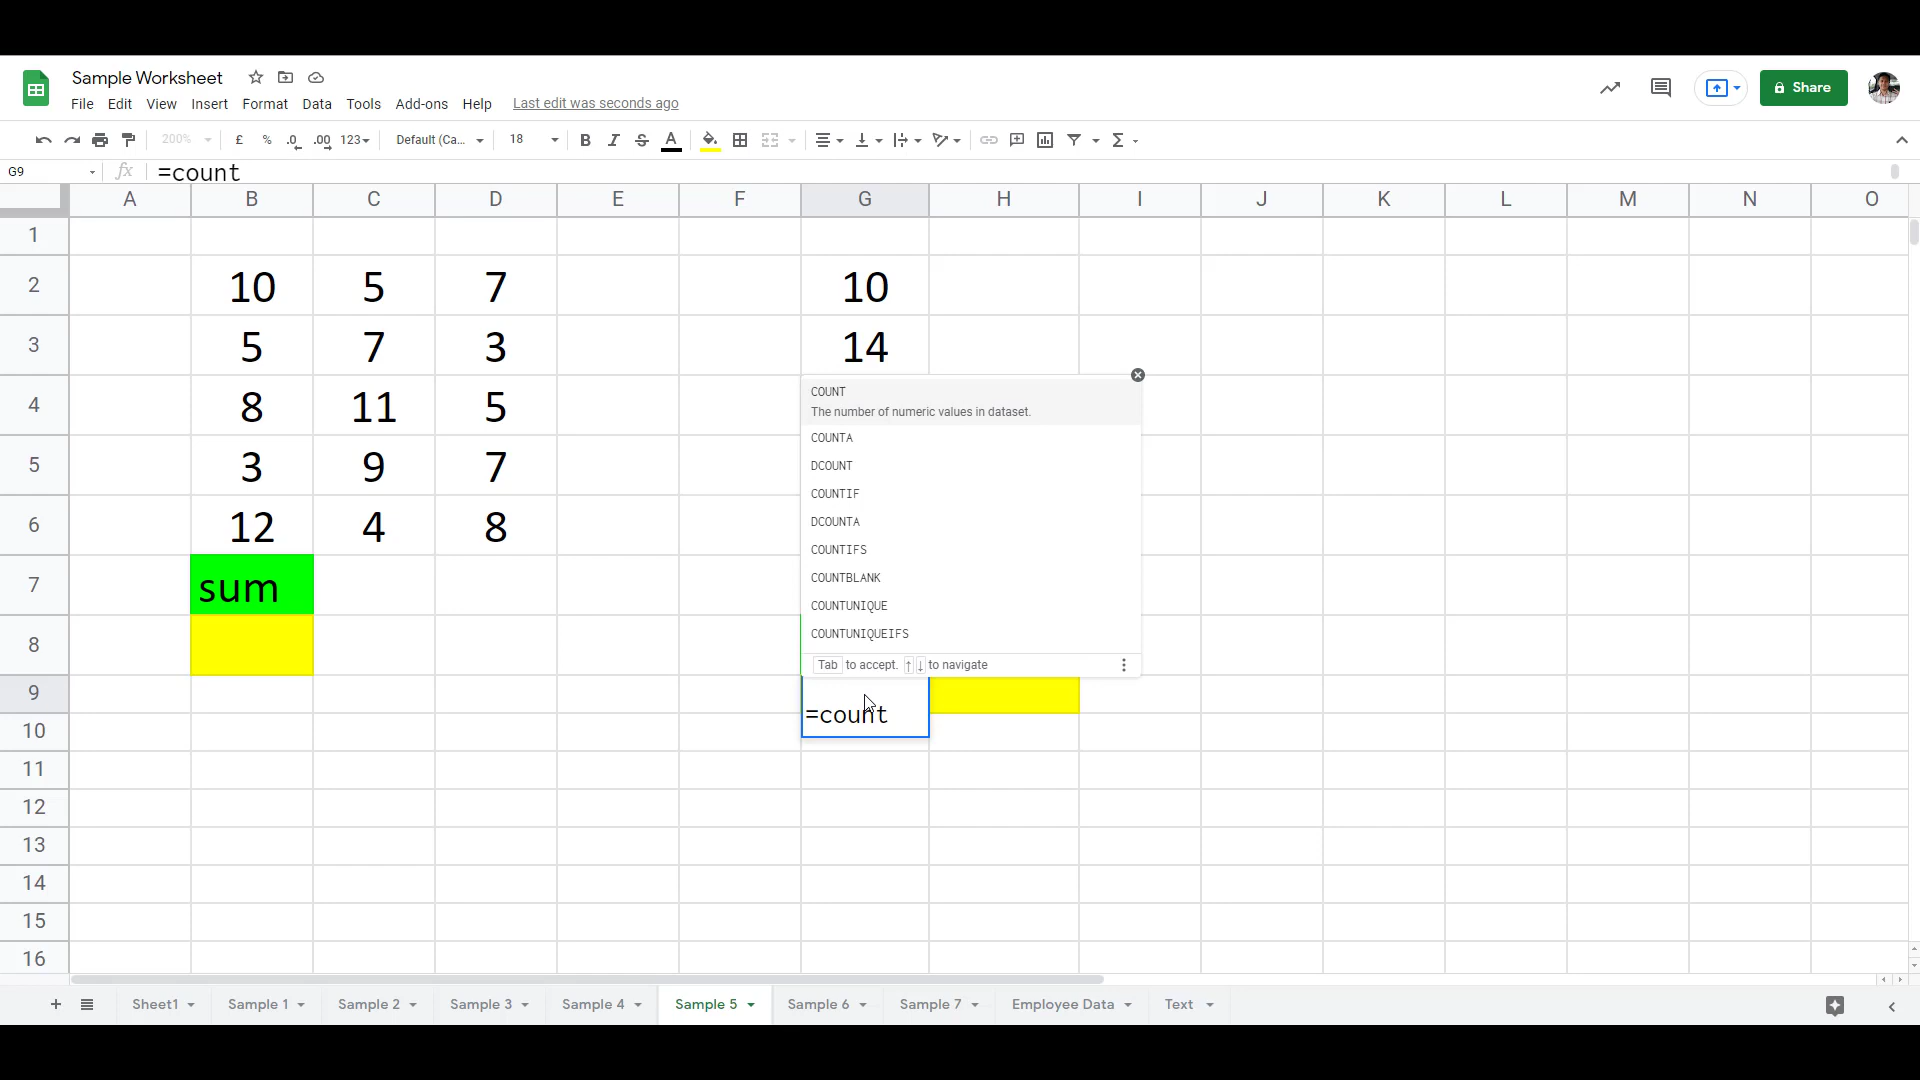 Sample Worksheet
File Edit View Insert Format Data Tools Add-ons Help Last edit was seconds ago
Share
200% £ % .0 .00 123 Default (Ca... 18 B I S A Σ
G9 fx =count
A B C D E F G H I J K L M N O
1
2 10 5 7 10
3 5 7 3 14
4 8 11 5
5 3 9 7
6 12 4 8
7 sum
8
9 =count
10
11
12
13
14
15
16
COUNT
The number of numeric values in dataset.
COUNTA
DCOUNT
COUNTIF
DCOUNTA
COUNTIFS
COUNTBLANK
COUNTUNIQUE
COUNTUNIQUEIFS
Tab to accept. ↑ ↓ to navigate
Sheet1 Sample 1 Sample 2 Sample 3 Sample 4 Sample 5 Sample 6 Sample 7 Employee Data Text